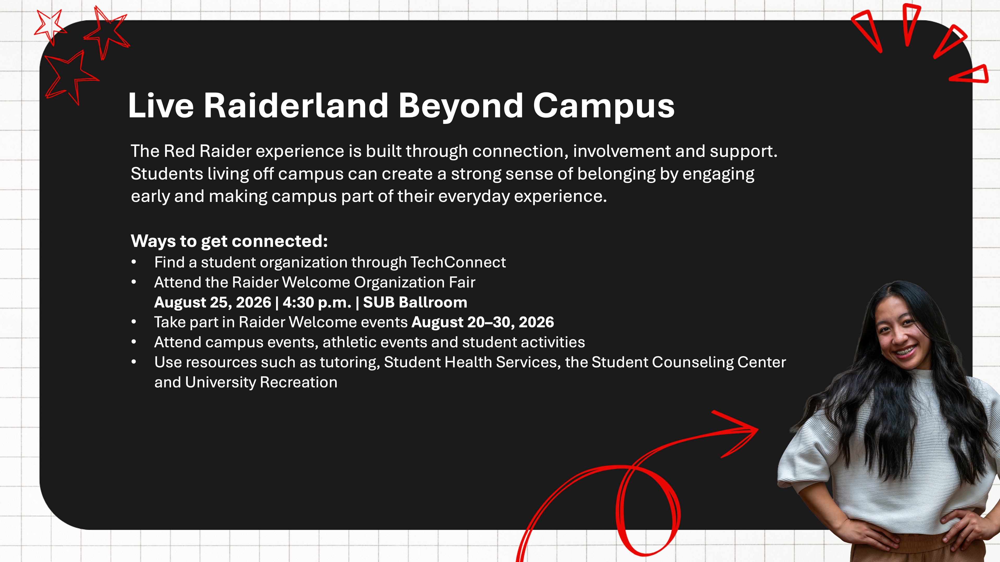 Live Raiderland Beyond Campus
The Red Raider experience is built through connection, involvement and support.
Students living off campus can create a strong sense of belonging by engaging
early and making campus part of their everyday experience.
Ways to get connected:
• Find a student organization through TechConnect
• Attend the Raider Welcome Organization Fair
August 25, 2026 | 4:30 p.m. | SUB Ballroom
• Take part in Raider Welcome events August 20–30, 2026
• Attend campus events, athletic events and student activities
• Use resources such as tutoring, Student Health Services, the Student Counseling Center
and University Recreation